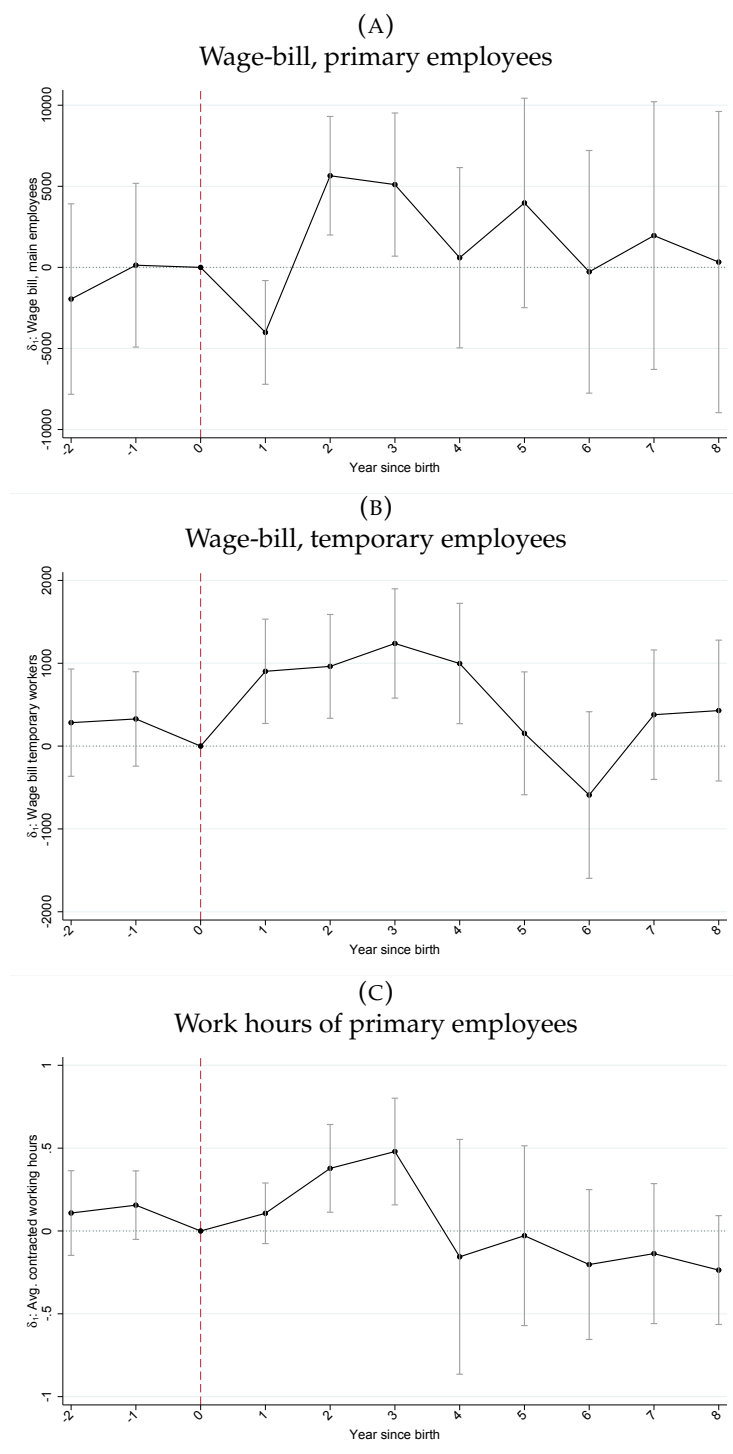 (A)
Wage-bill, primary employees
δ₁: Wage bill, main employees
10000
5000
0
-5000
-10000
-2 -1 0 1 2 3 4 5 6 7 8
Year since birth
(B)
Wage-bill, temporary employees
δ₁: Wage bill temporary workers
2000
1000
0
-1000
-2000
-2 -1 0 1 2 3 4 5 6 7 8
Year since birth
(C)
Work hours of primary employees
δ₁: Avg. contracted working hours
1
.5
0
-.5
-1
-2 -1 0 1 2 3 4 5 6 7 8
Year since birth